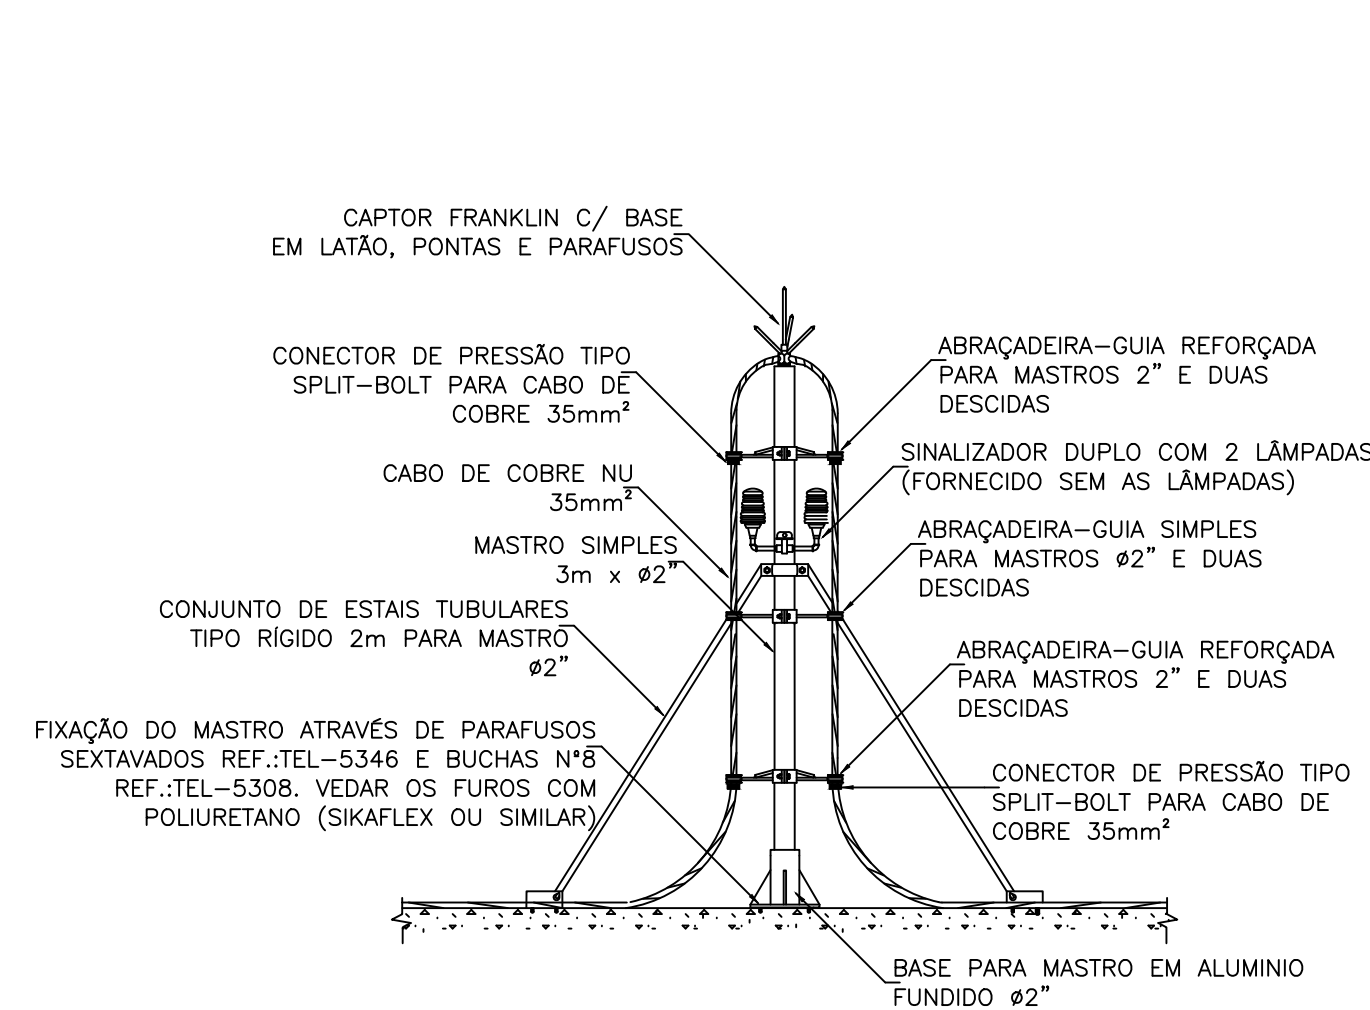 CAPTOR FRANKLIN C/ BASE
EM LATÃO, PONTAS E PARAFUSOS
CONECTOR DE PRESSÃO TIPO
SPLIT-BOLT PARA CABO DE
COBRE 35mm²
CABO DE COBRE NU
35mm²
MASTRO SIMPLES
3m x ø2"
CONJUNTO DE ESTAIS TUBULARES
TIPO RÍGIDO 2m PARA MASTRO
ø2"
FIXAÇÃO DO MASTRO ATRAVÉS DE PARAFUSOS
SEXTAVADOS REF.:TEL-5346 E BUCHAS Nº8
REF.:TEL-5308. VEDAR OS FUROS COM
POLIURETANO (SIKAFLEX OU SIMILAR)
ABRAÇADEIRA-GUIA REFORÇADA
PARA MASTROS 2" E DUAS
DESCIDAS
SINALIZADOR DUPLO COM 2 LÂMPADAS
(FORNECIDO SEM AS LÂMPADAS)
ABRAÇADEIRA-GUIA SIMPLES
PARA MASTROS ø2" E DUAS
DESCIDAS
ABRAÇADEIRA-GUIA REFORÇADA
PARA MASTROS 2" E DUAS
DESCIDAS
CONECTOR DE PRESSÃO TIPO
SPLIT-BOLT PARA CABO DE
COBRE 35mm²
BASE PARA MASTRO EM ALUMINIO
FUNDIDO ø2"